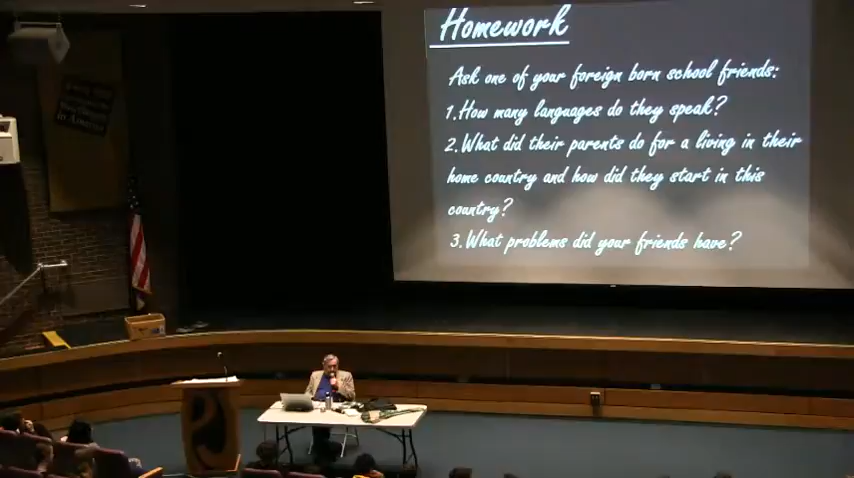 Homework
Ask one of your foreign born school friends:
1.How many languages do they speak?
2.What did their parents do for a living in their
home country and how did they start in this
country?
3.What problems did your friends have?
in America